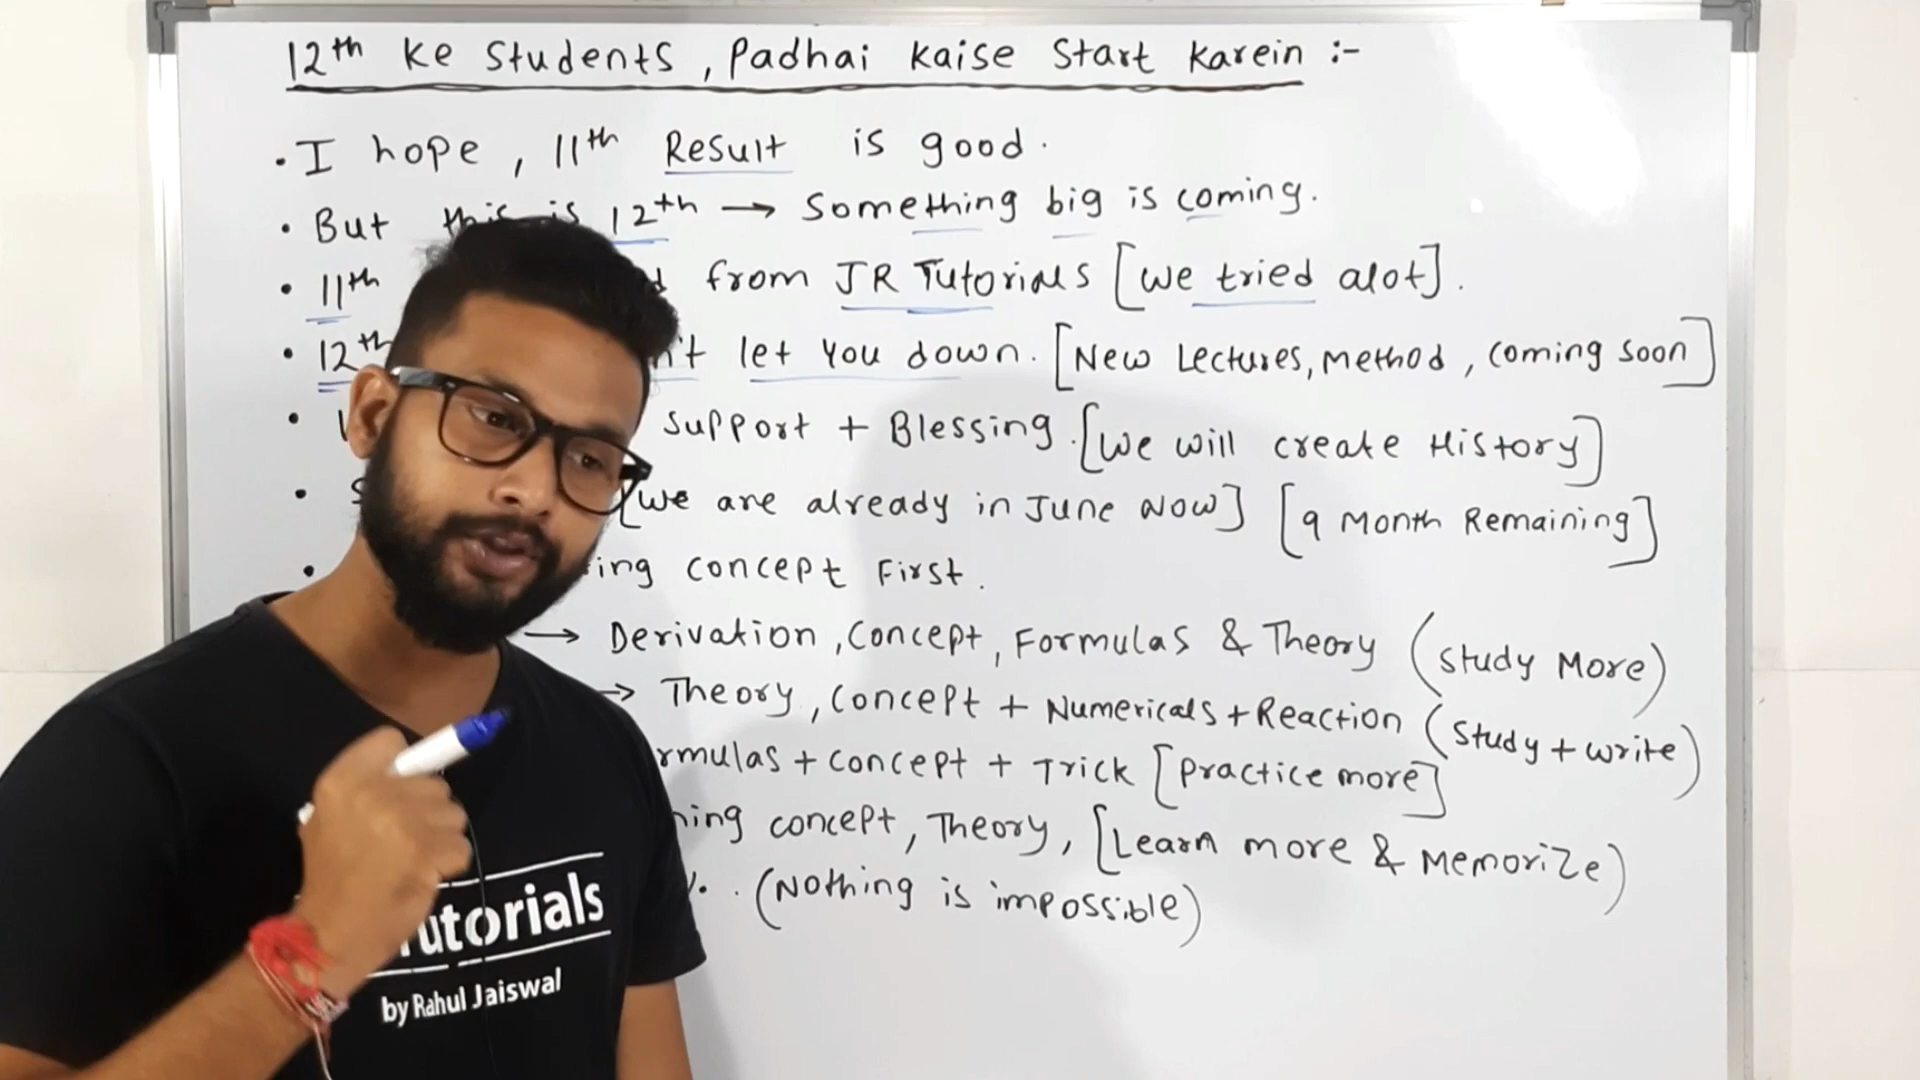 12th ke Students, Padhai kaise Start karein :-
• I hope, 11th Result is good.
• But this is 12th → Something big is coming.
• 11th from JR Tutorials [We tried alot].
• 12th let You down. [New Lectures, Method, coming soon]
• Support + Blessing. [We will create History]
• [We are already in June Now] [9 Month Remaining]
• concept First.
→ Derivation, Concept, Formulas & Theory (Study More)
→ Theory, Concept + Numericals + Reaction (Study + Write)
+ concept + Trick [Practice more]
concept, Theory, [Learn more & Memorize)
(Nothing is impossible)
utorials
by Rahul Jaiswal